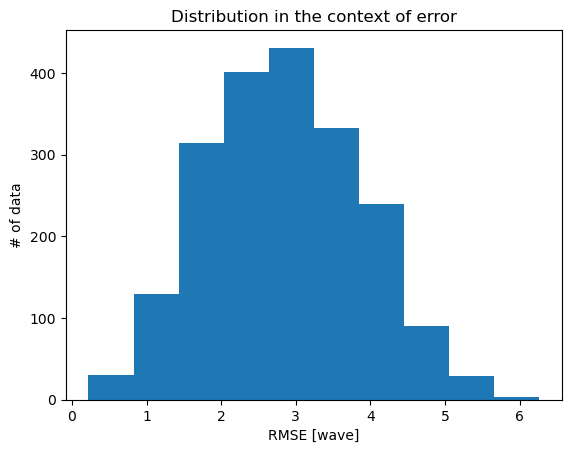 Distribution in the context of error
400
300
200
100
0
# of data
0 1 2 3 4 5 6
RMSE [wave]